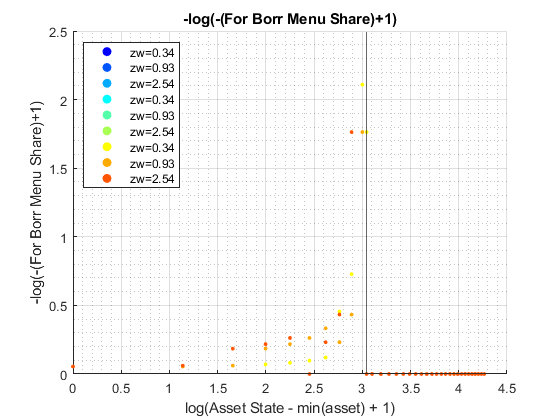 -log(-(For Borr Menu Share)+1)
2.5
2
1.5
1
0.5
0
-log(-(For Borr Menu Share)+1)
zw=0.34
zw=0.93
zw=2.54
zw=0.34
zw=0.93
zw=2.54
zw=0.34
zw=0.93
zw=2.54
0 0.5 1 1.5 2 2.5 3 3.5 4 4.5
log(Asset State - min(asset) + 1)